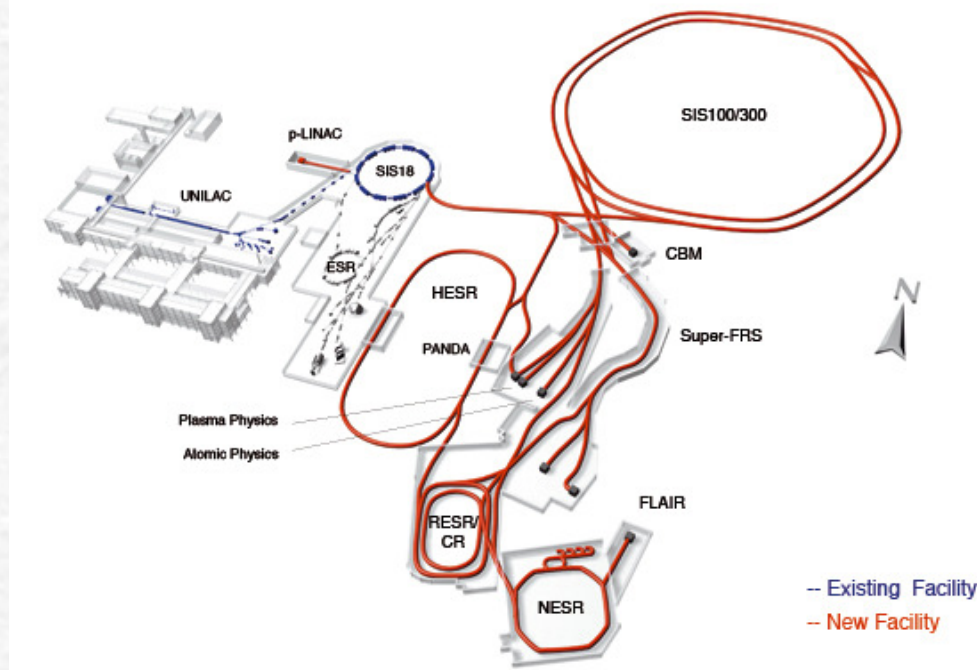 SIS100/300
p-LINAC
SIS18
UNILAC
CBM
ESR
HESR
N
Super-FRS
PANDA
Plasma Physics
Atomic Physics
FLAIR
RESR/
CR
NESR
-- Existing Facility
-- New Facility